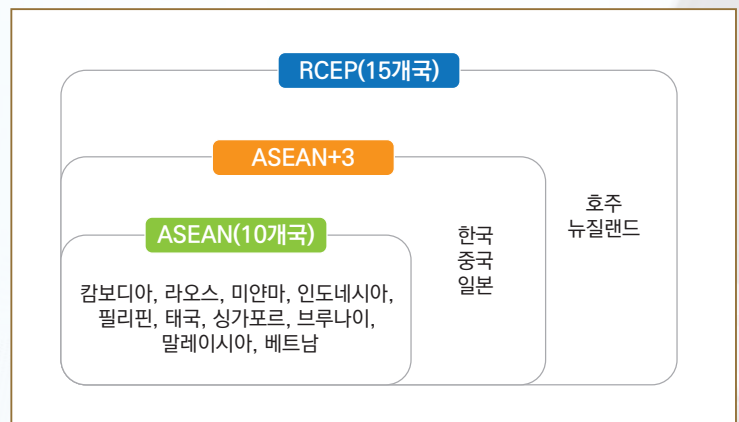 RCEP(15개국)
ASEAN+3
ASEAN(10개국)
캄보디아, 라오스, 미얀마, 인도네시아,
필리핀, 태국, 싱가포르, 브루나이,
말레이시아, 베트남
한국
중국
일본
호주
뉴질랜드